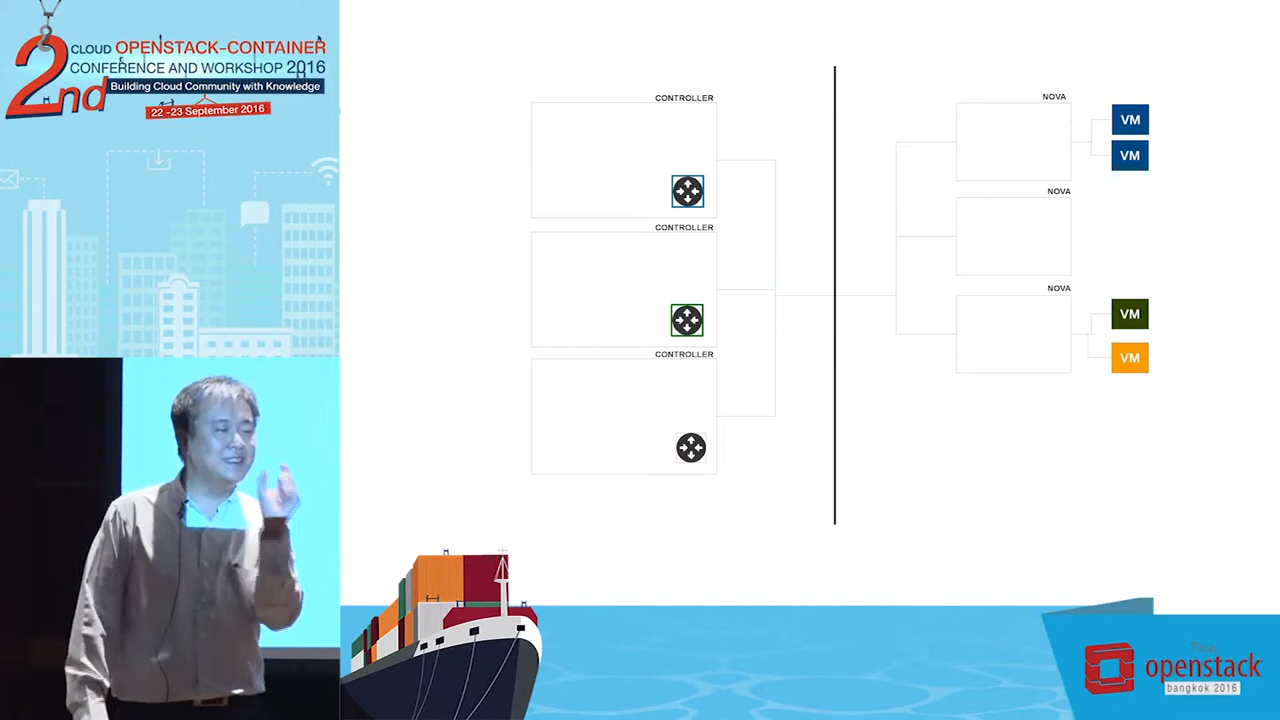 2nd
CLOUD OPENSTACK-CONTAINER
CONFERENCE AND WORKSHOP 2016
Building Cloud Community with Knowledge
22 -23 September 2016
CONTROLLER
CONTROLLER
CONTROLLER
NOVA
VM
VM
NOVA
NOVA
VM
VM
Thai
openstack
bangkok 2016